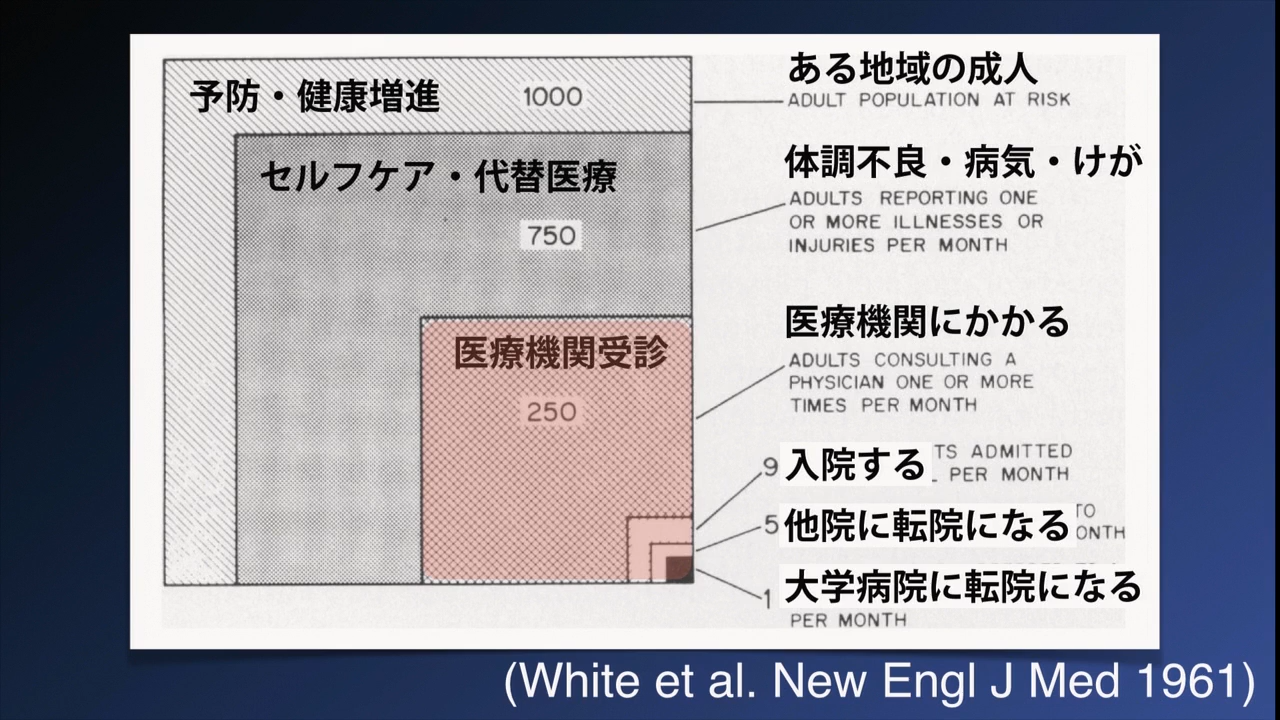 予防・健康増進
1000
セルフケア・代替医療
750
医療機関受診
250
ある地域の成人
ADULT POPULATION AT RISK
体調不良・病気・けが
ADULTS REPORTING ONE
OR MORE ILLNESSES OR
INJURIES PER MONTH
医療機関にかかる
ADULTS CONSULTING A
PHYSICIAN ONE OR MORE
TIMES PER MONTH
9 入院する TS ADMITTED
PER MONTH
5 他院に転院になる TO
ONTH
1 大学病院に転院になる
PER MONTH
(White et al. New Engl J Med 1961)